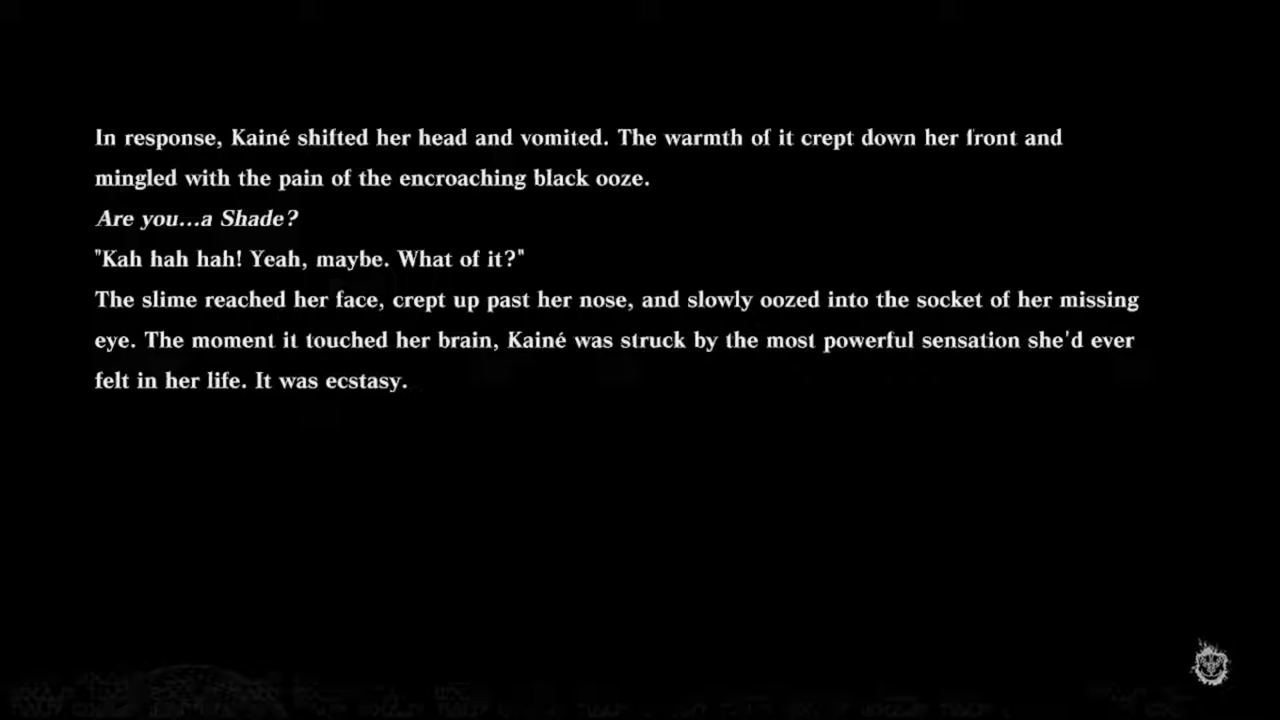 In response, Kainé shifted her head and vomited. The warmth of it crept down her front and
mingled with the pain of the encroaching black ooze.
Are you...a Shade?
"Kah hah hah! Yeah, maybe. What of it?"
The slime reached her face, crept up past her nose, and slowly oozed into the socket of her missing
eye. The moment it touched her brain, Kainé was struck by the most powerful sensation she'd ever
felt in her life. It was ecstasy.